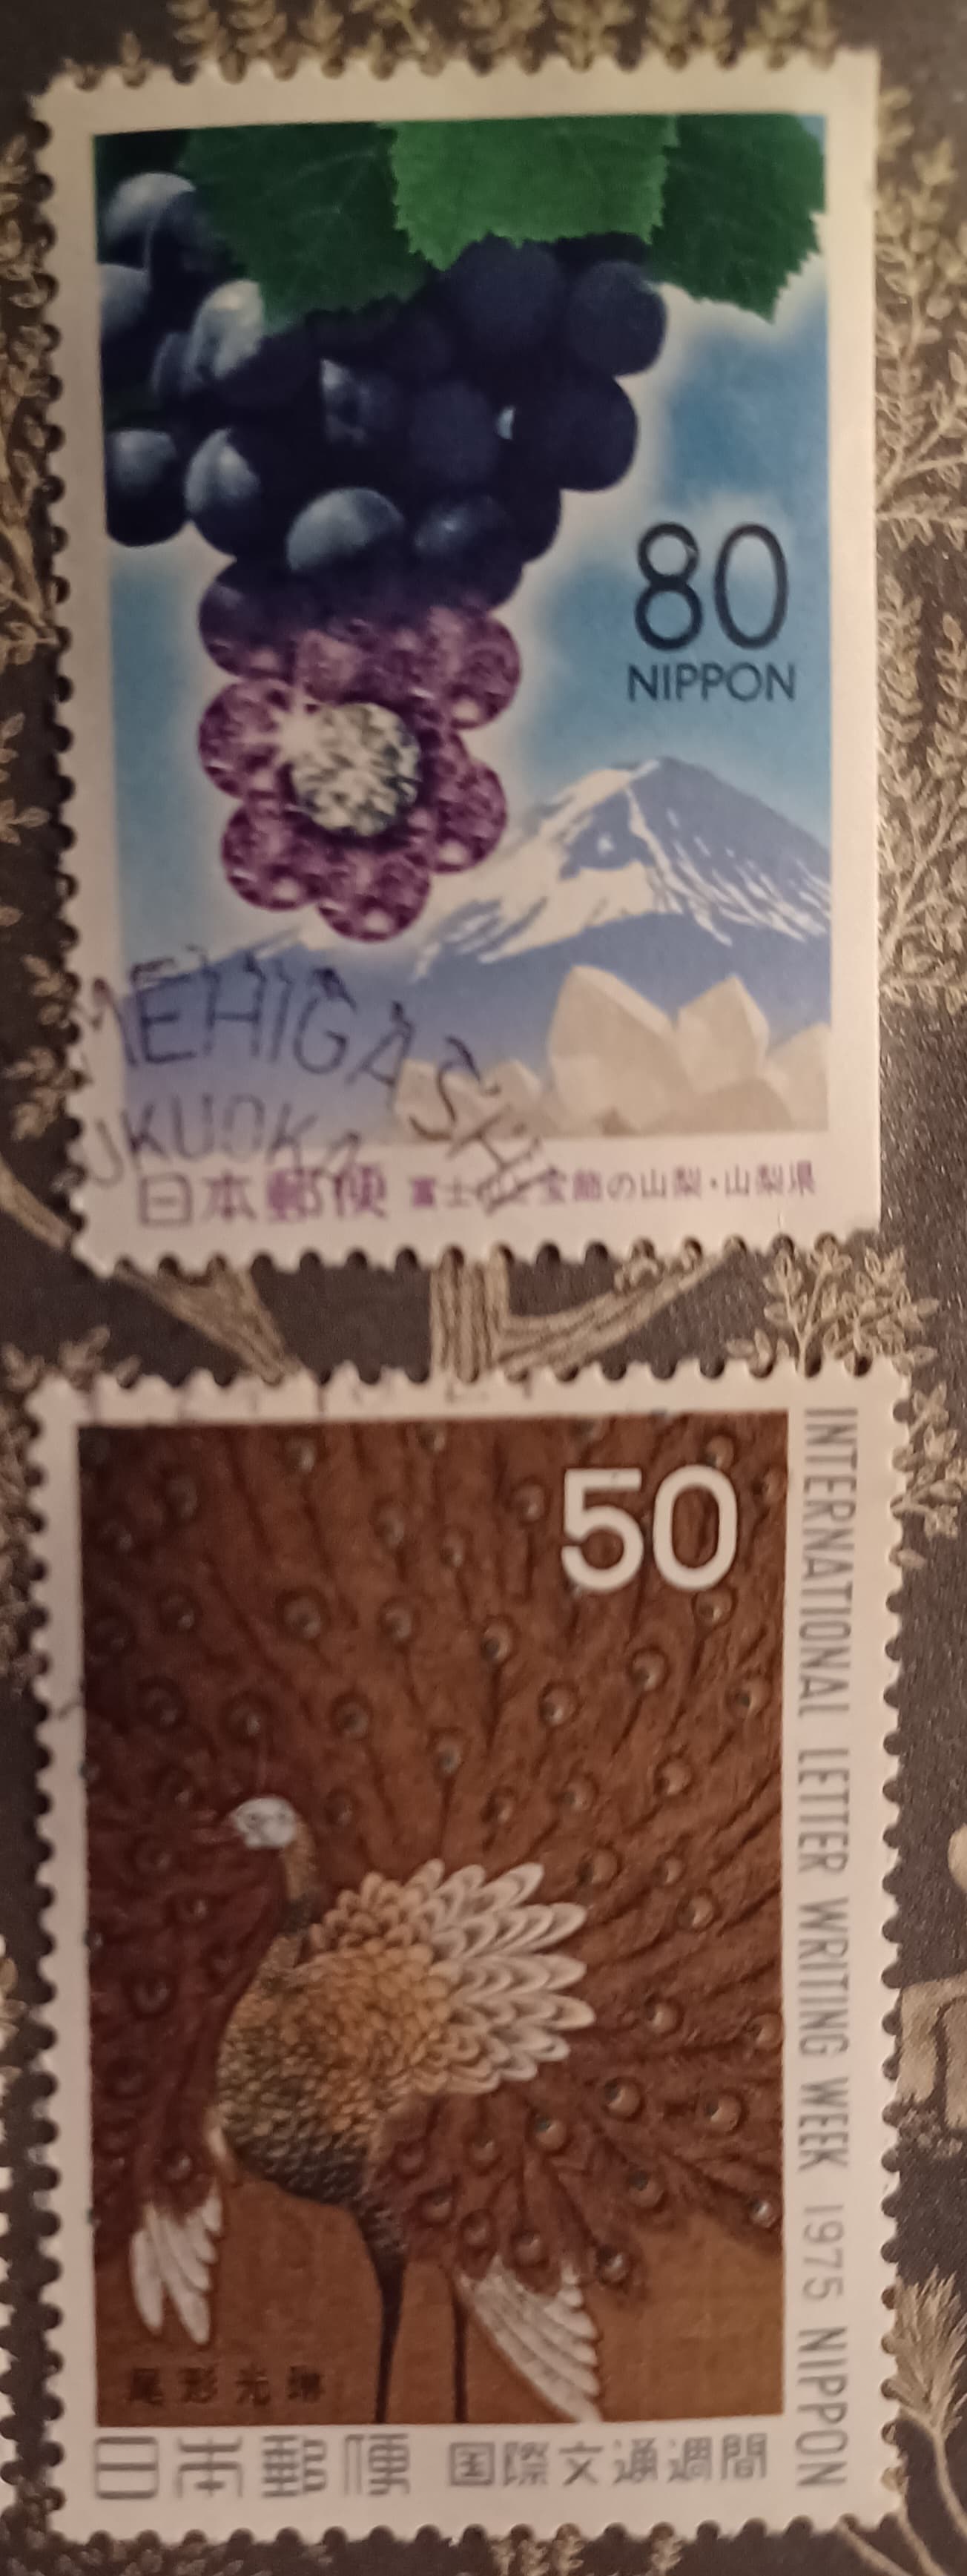 80
NIPPON
EHIGASHI
UKUOKA
日本郵便 富士山と宝飾の山梨・山梨県
50
INTERNATIONAL LETTER WRITING WEEK 1975 NIPPON
尾形光琳
日本郵便 国際文通週間